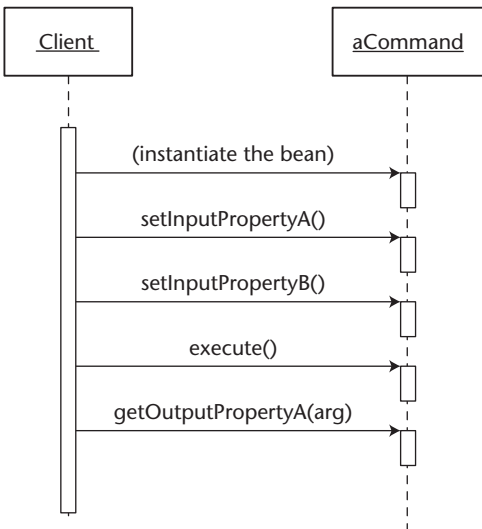 Client
aCommand
(instantiate the bean)
setInputPropertyA()
setInputPropertyB()
execute()
getOutputPropertyA(arg)